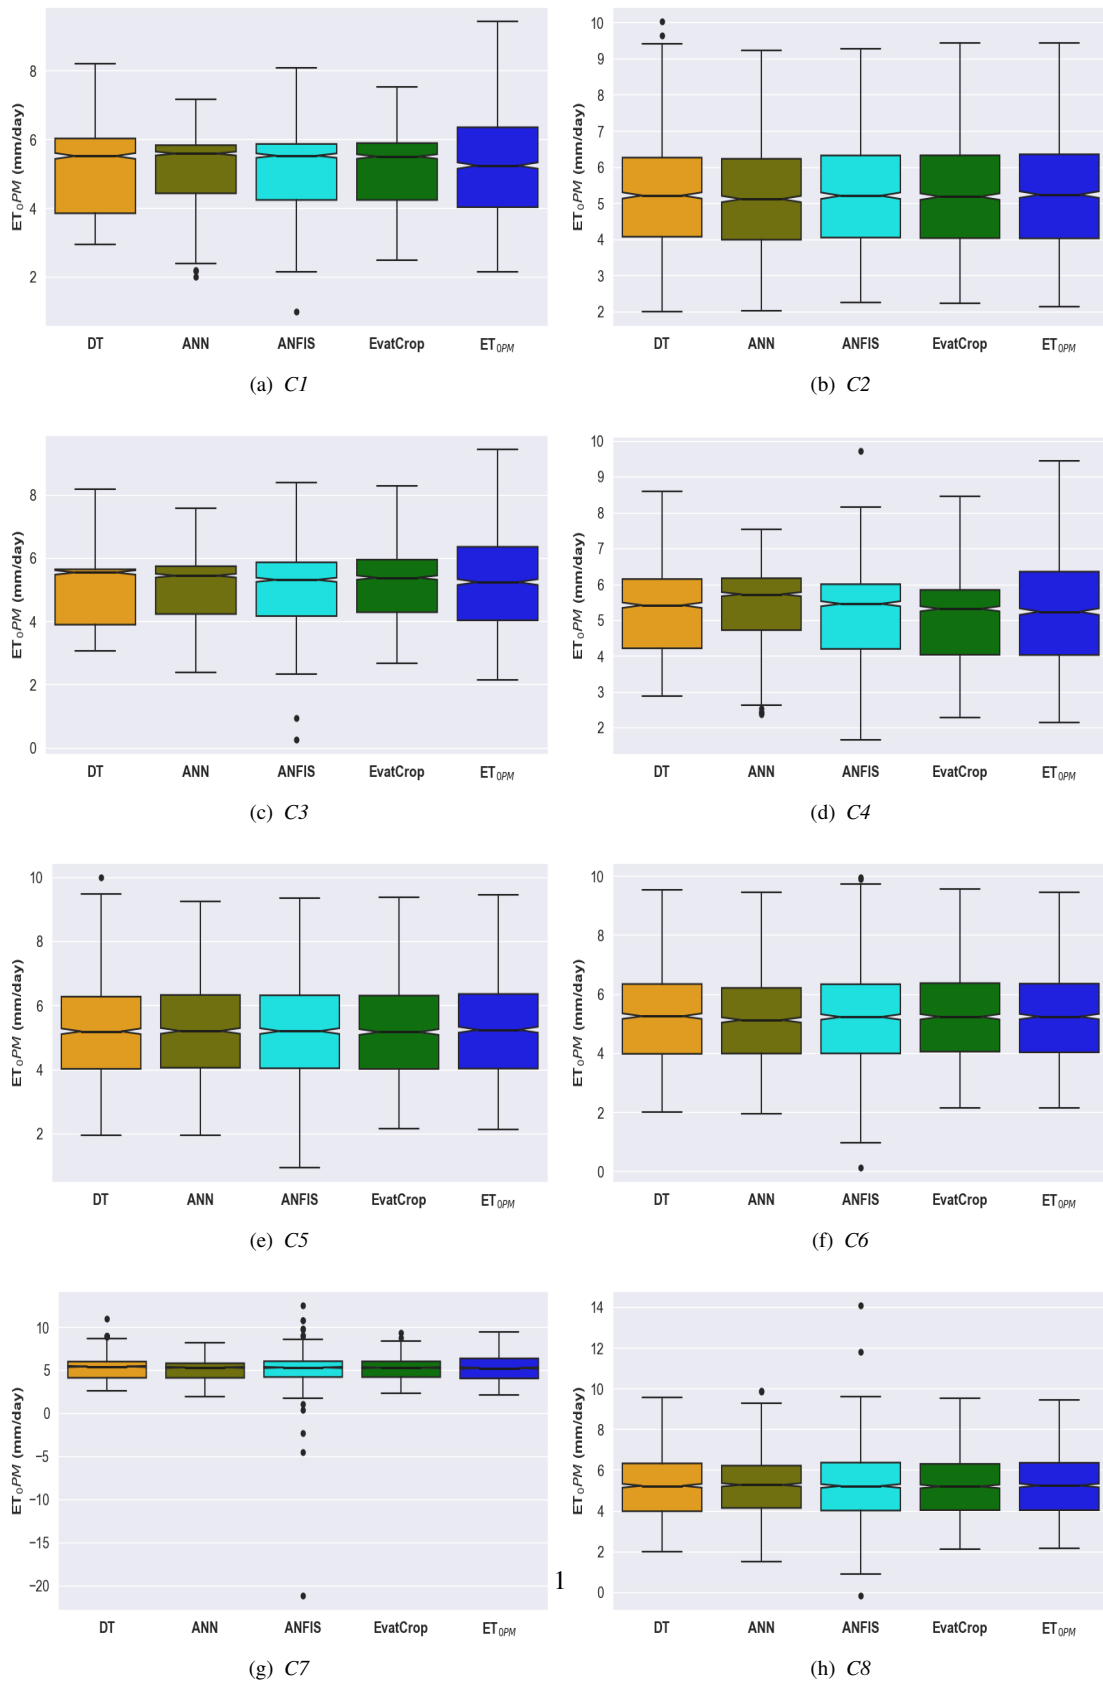 8
6
4
2
ET₀PM (mm/day)
DT ANN ANFIS EvatCrop ET₀PM
(a) C1
10
9
8
7
6
5
4
3
2
ET₀PM (mm/day)
DT ANN ANFIS EvatCrop ET₀PM
(b) C2
8
6
4
2
0
ET₀PM (mm/day)
DT ANN ANFIS EvatCrop ET₀PM
(c) C3
10
9
8
7
6
5
4
3
2
ET₀PM (mm/day)
DT ANN ANFIS EvatCrop ET₀PM
(d) C4
10
8
6
4
2
ET₀PM (mm/day)
DT ANN ANFIS EvatCrop ET₀PM
(e) C5
10
8
6
4
2
0
ET₀PM (mm/day)
DT ANN ANFIS EvatCrop ET₀PM
(f) C6
10
5
0
−5
−10
−15
−20
ET₀PM (mm/day)
DT ANN ANFIS EvatCrop ET₀PM
(g) C7
1
14
12
10
8
6
4
2
0
ET₀PM (mm/day)
DT ANN ANFIS EvatCrop ET₀PM
(h) C8